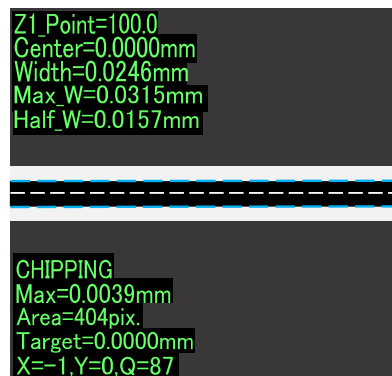 Z1_Point=100.0
Center=0.0000mm
Width=0.0246mm
Max_W=0.0315mm
Half_W=0.0157mm
CHIPPING
Max=0.0039mm
Area=404pix.
Target=0.0000mm
X=-1,Y=0,Q=87